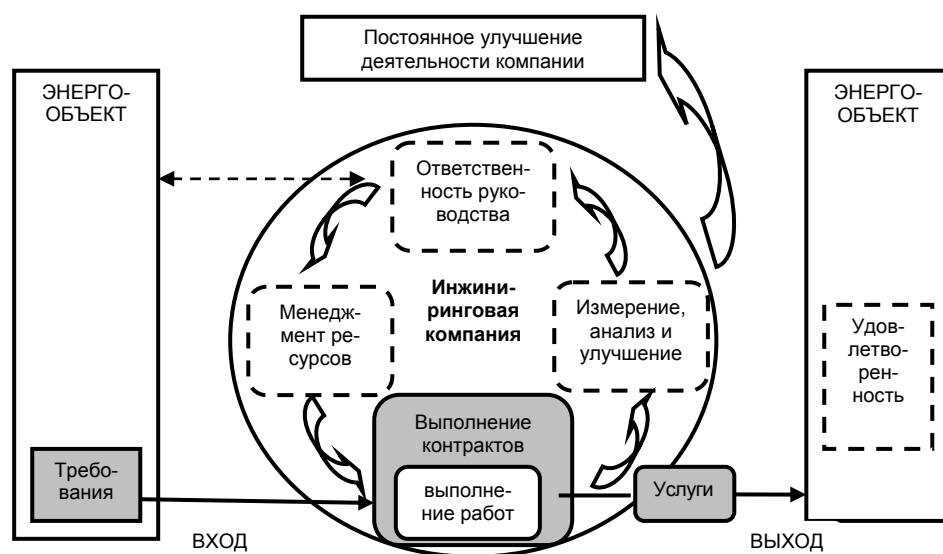 Постоянное улучшение
деятельности компании
ЭНЕРГО-
ОБЪЕКТ
ЭНЕРГО-
ОБЪЕКТ
Ответствен-
ность руко-
водства
Менедж-
мент ре-
сурсов
Инжини-
ринговая
компания
Измерение,
анализ и
улучшение
Удов-
летво-
рен-
ность
Выполнение
контрактов
Требо-
вания
выполне-
ние работ
Услуги
ВХОД
ВЫХОД